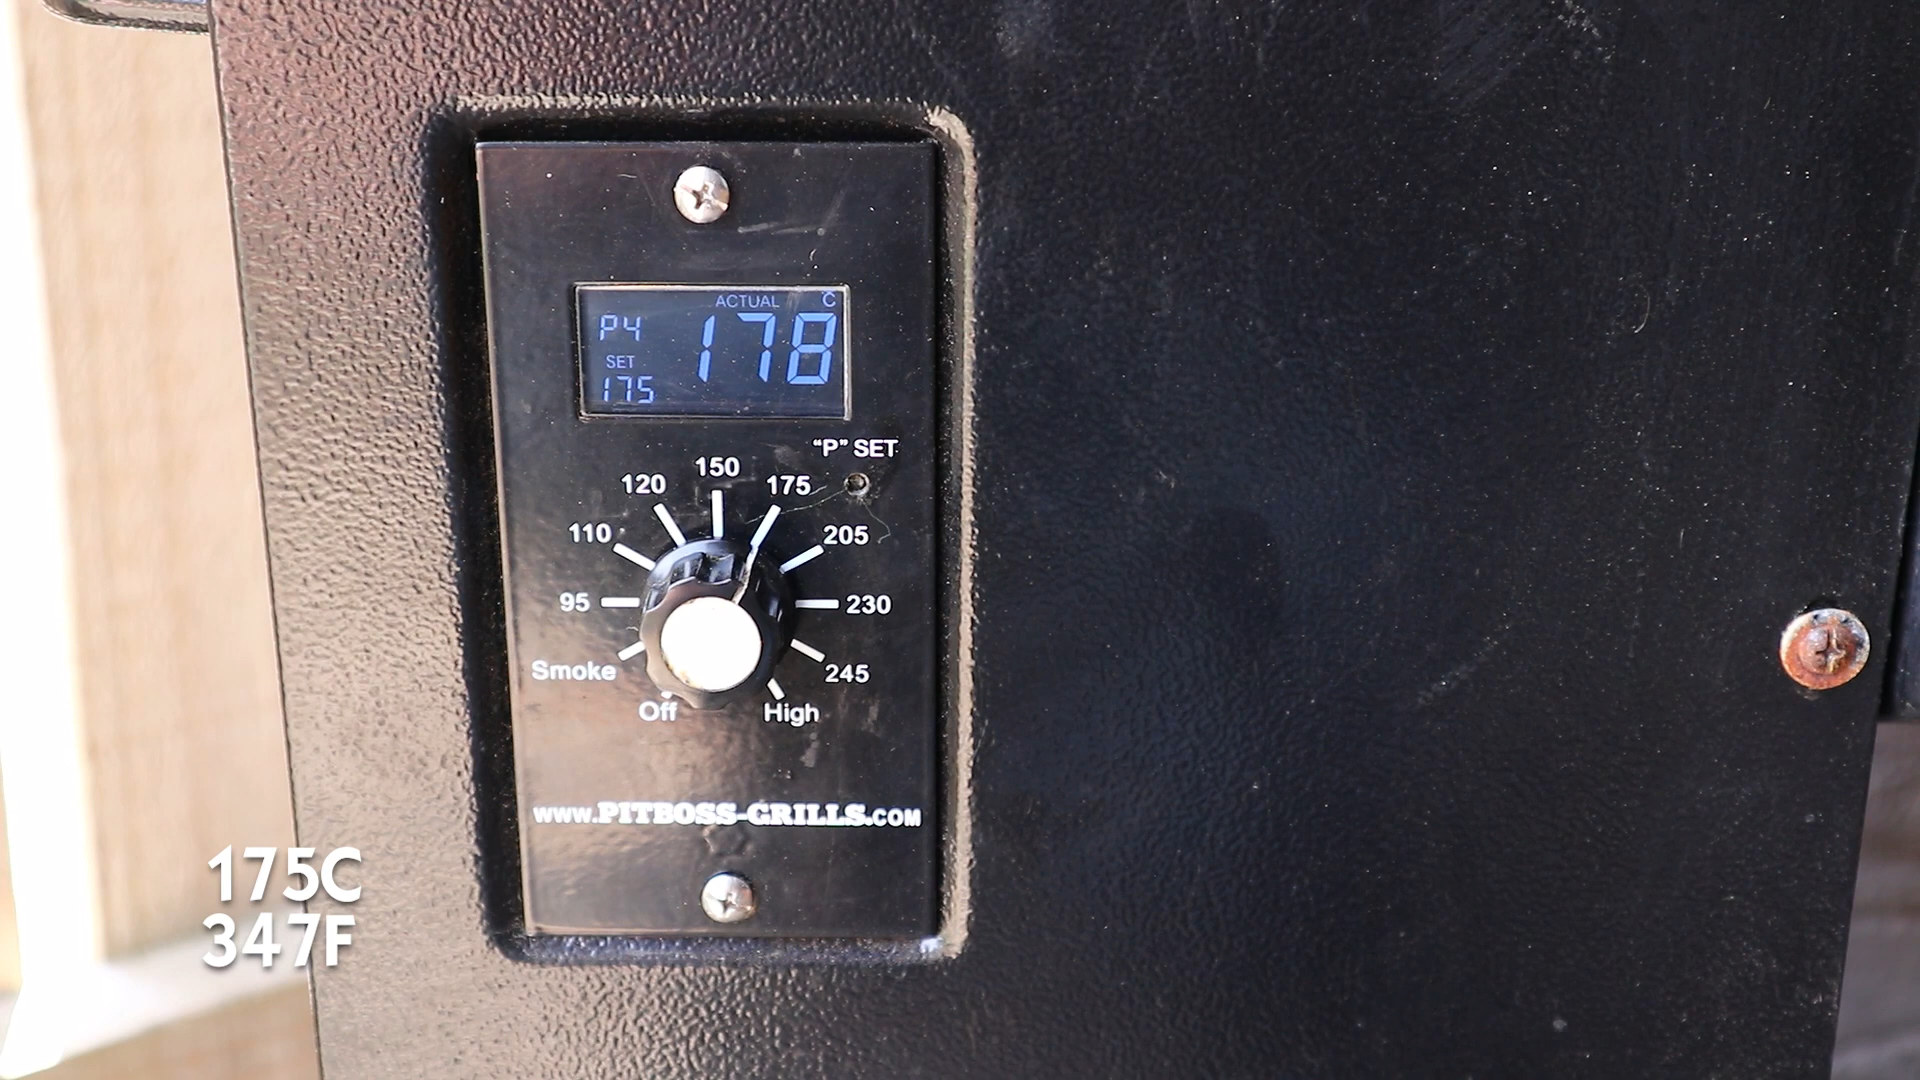 ACTUAL °C
P4 178
SET
175
"P" SET
150
120 175
110 205
95 230
Smoke 245
Off High
www.PITBOSS-GRILLS.COM
175C
347F